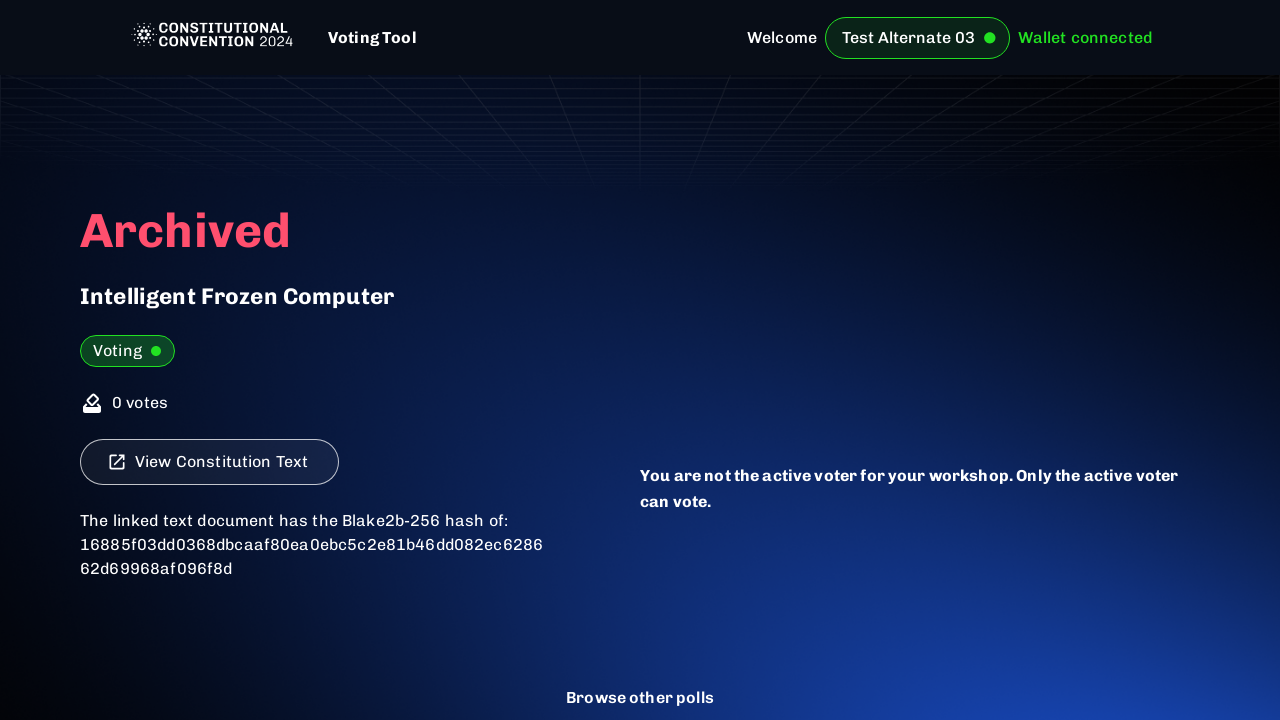 CONSTITUTIONAL
CONVENTION 2024
Voting Tool
Welcome
Test Alternate 03
Wallet connected
Archived
Intelligent Frozen Computer
Voting
0 votes
View Constitution Text
The linked text document has the Blake2b-256 hash of:
16885f03dd0368dbcaaf80ea0ebc5c2e81b46dd082ec6286
62d69968af096f8d
You are not the active voter for your workshop. Only the active voter
can vote.
Browse other polls